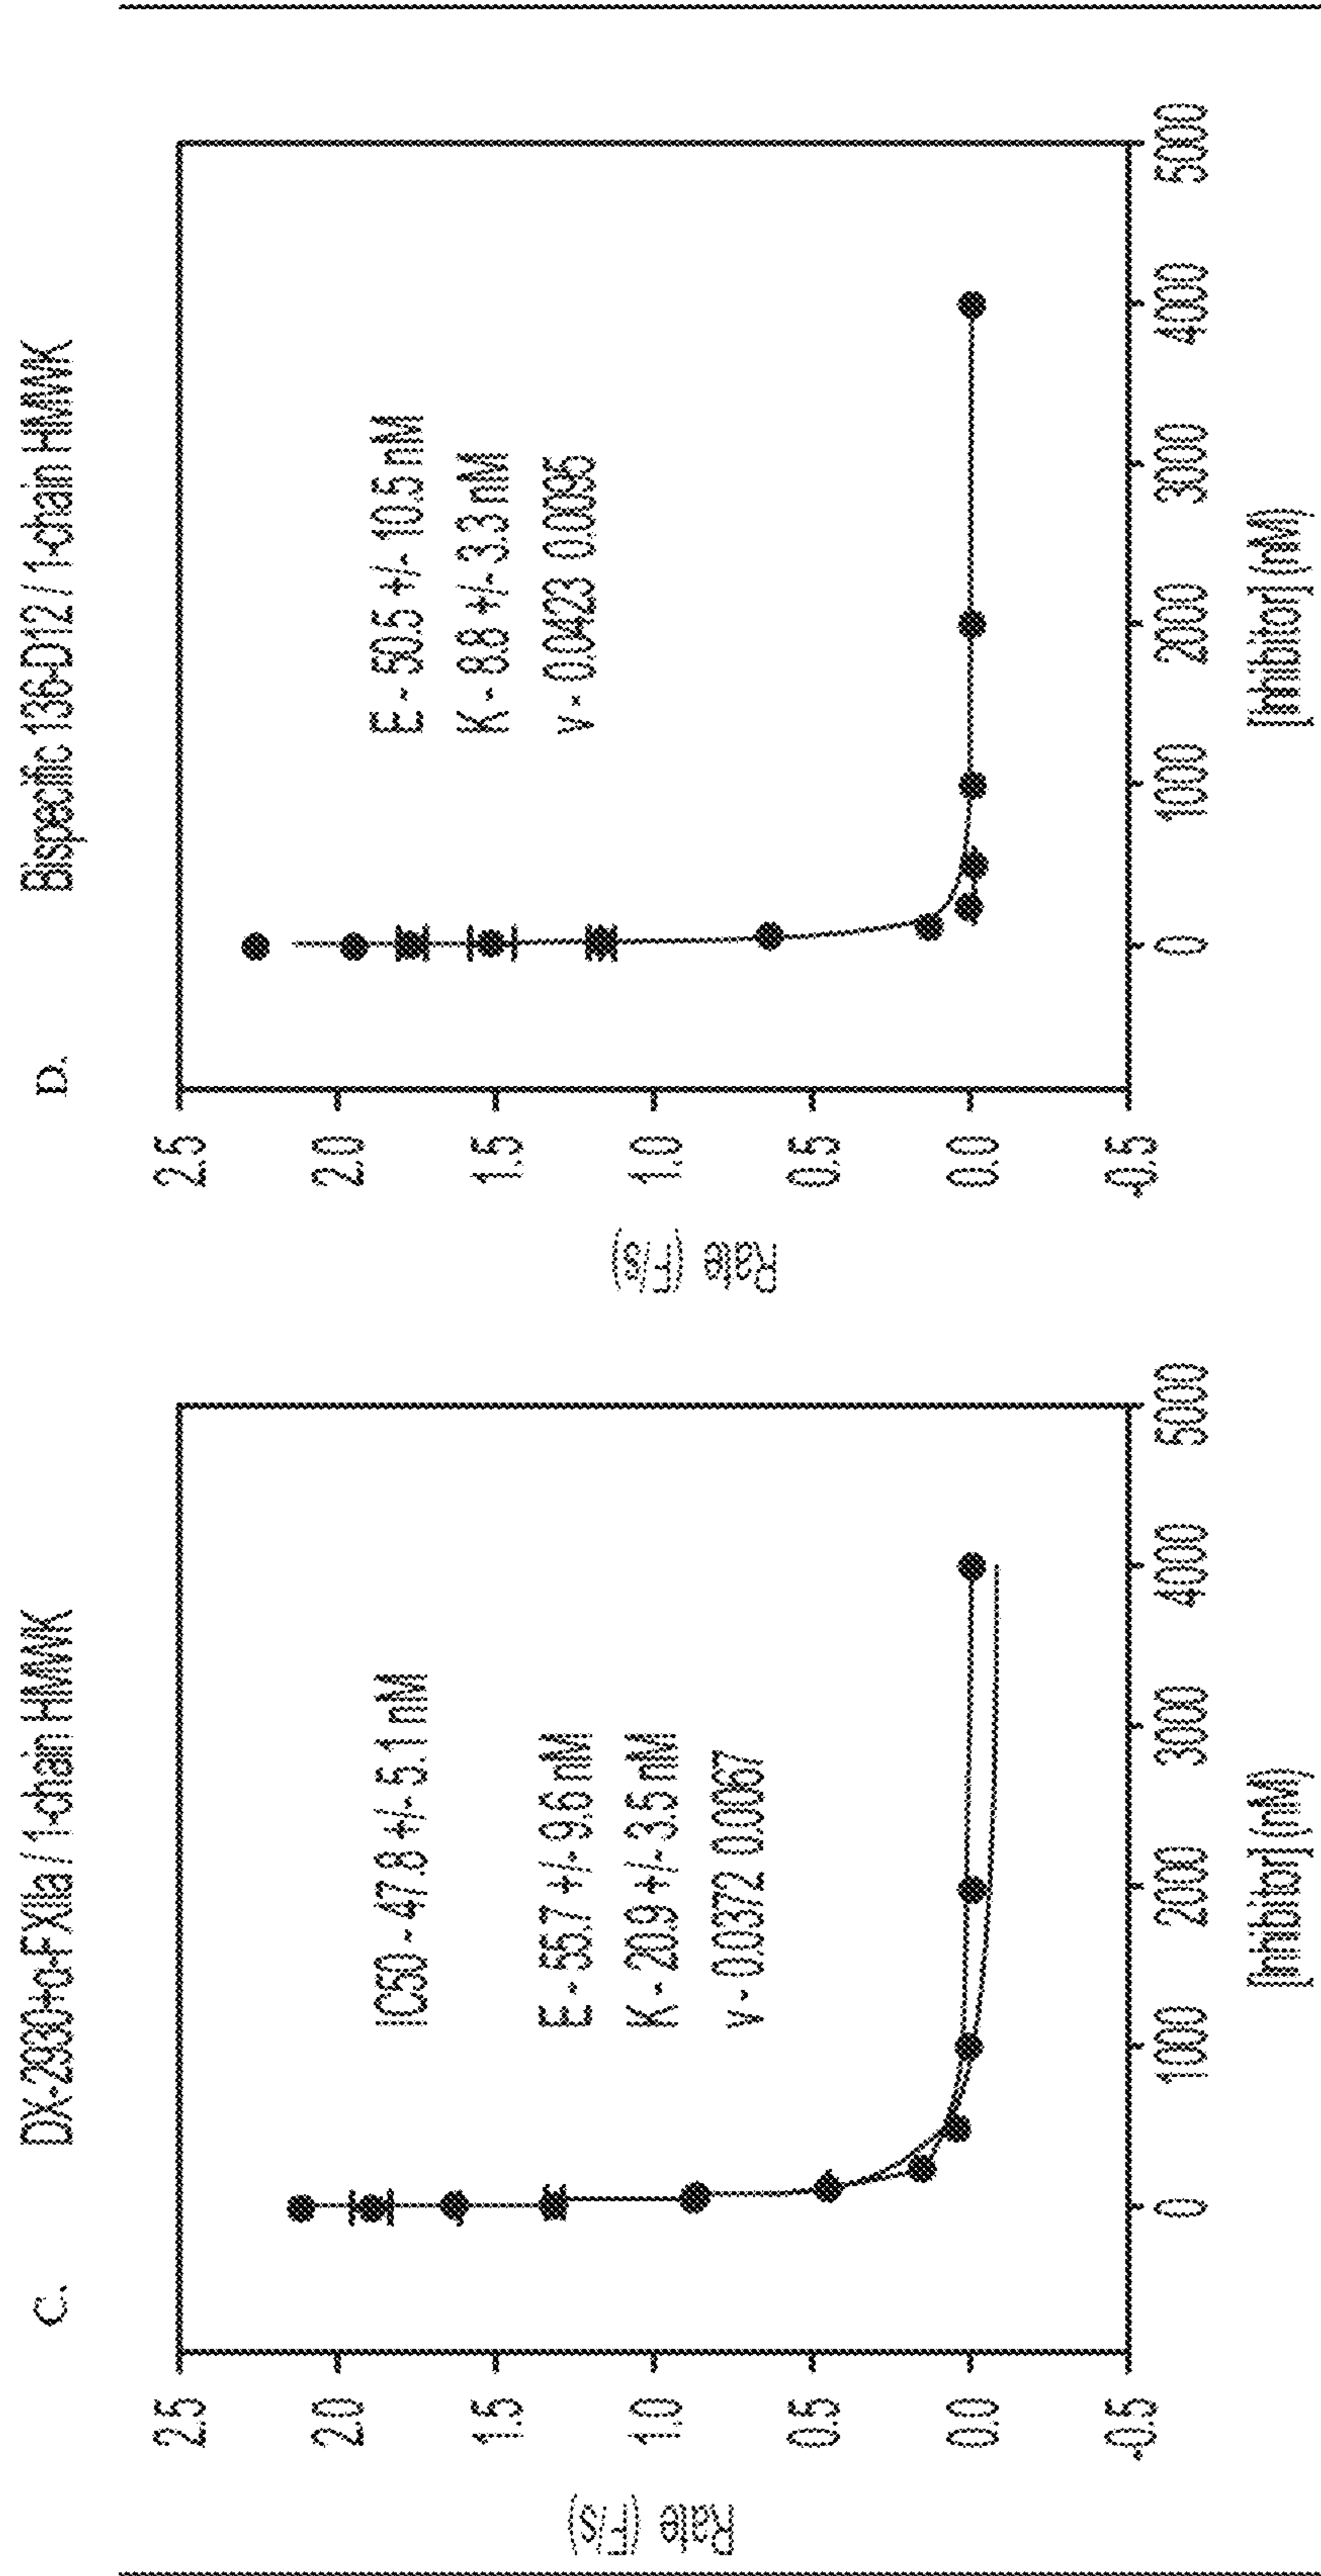 C.
DX-2930+α-FXIIa / 1-chain HMWK
Rate (F/s)
2.5
2.0
1.5
1.0
0.5
0.0
-0.5
IC50 - 47.8 +/- 5.1 nM
E - 55.7 +/- 9.6 nM
K - 20.9 +/- 3.5 nM
v - 0.0372 0.0067
0 1000 2000 3000 4000 5000
[Inhibitor] (nM)
D.
Bispecific 136-D12 / 1-chain HMWK
Rate (F/s)
2.5
2.0
1.5
1.0
0.5
0.0
-0.5
E - 50.5 +/- 10.5 nM
K - 8.8 +/- 3.3 nM
v - 0.0423 0.0095
0 1000 2000 3000 4000 5000
[Inhibitor] (nM)